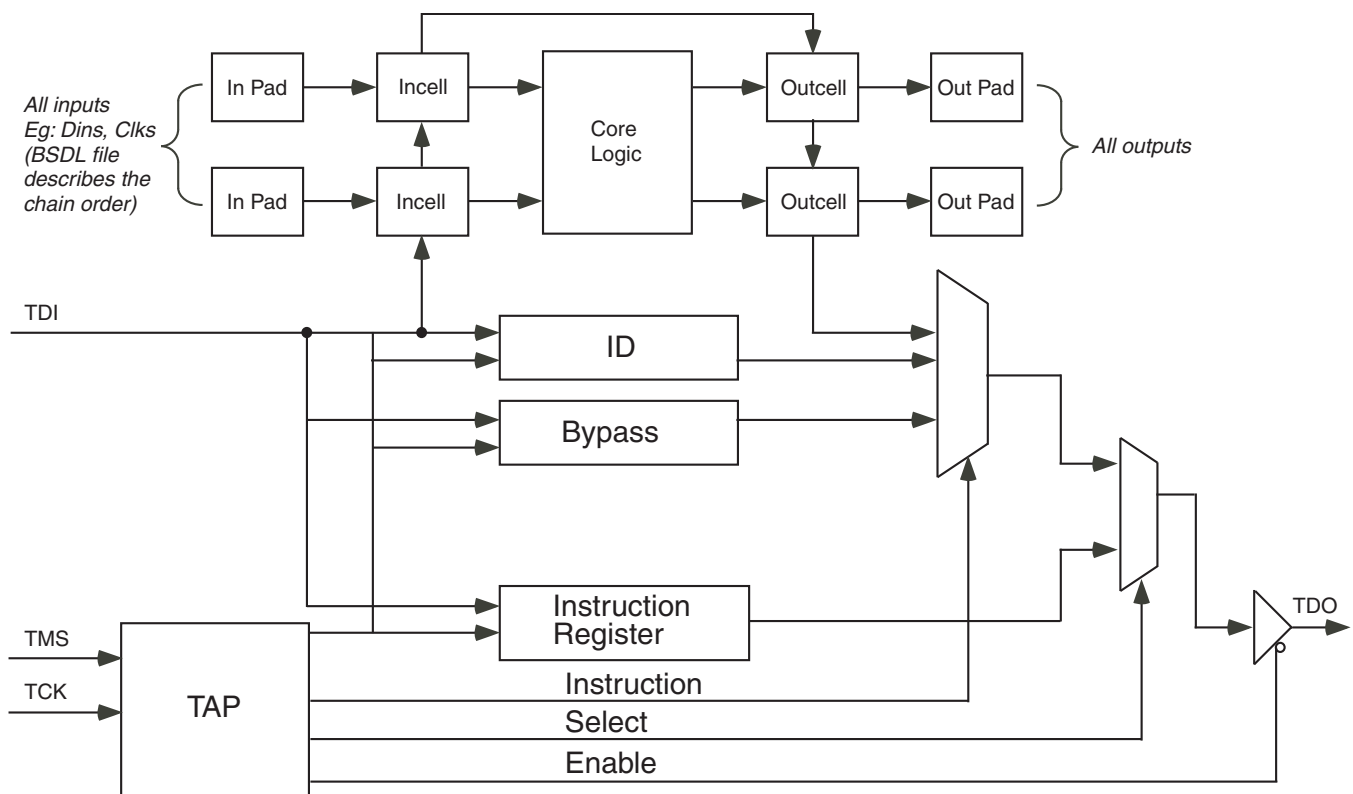 In Pad
Incell
Outcell
Out Pad
All inputs
Eg: Dins, Clks
(BSDL file
describes the
chain order)
Core
Logic
All outputs
In Pad
Incell
Outcell
Out Pad
TDI
ID
Bypass
Instruction
Register
TDO
TMS
TCK
TAP
Instruction
Select
Enable